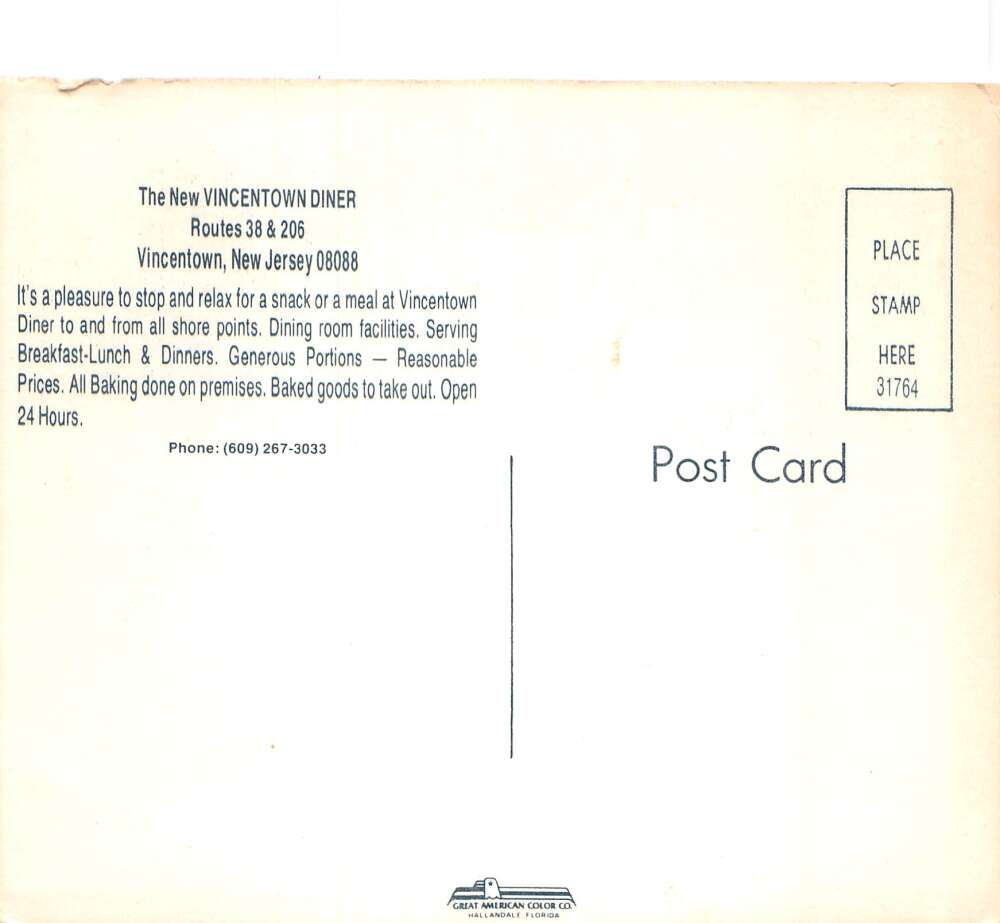 The New VINCENTOWN DINER
Routes 38 & 206
Vincentown, New Jersey 08088
It's a pleasure to stop and relax for a snack or a meal at Vincentown
Diner to and from all shore points. Dining room facilities. Serving
Breakfast-Lunch & Dinners. Generous Portions — Reasonable
Prices. All Baking done on premises. Baked goods to take out. Open
24 Hours.
Phone: (609) 267-3033
PLACE
STAMP
HERE
31764
Post Card
GREAT AMERICAN COLOR CO.
HALLANDALE FLORIDA